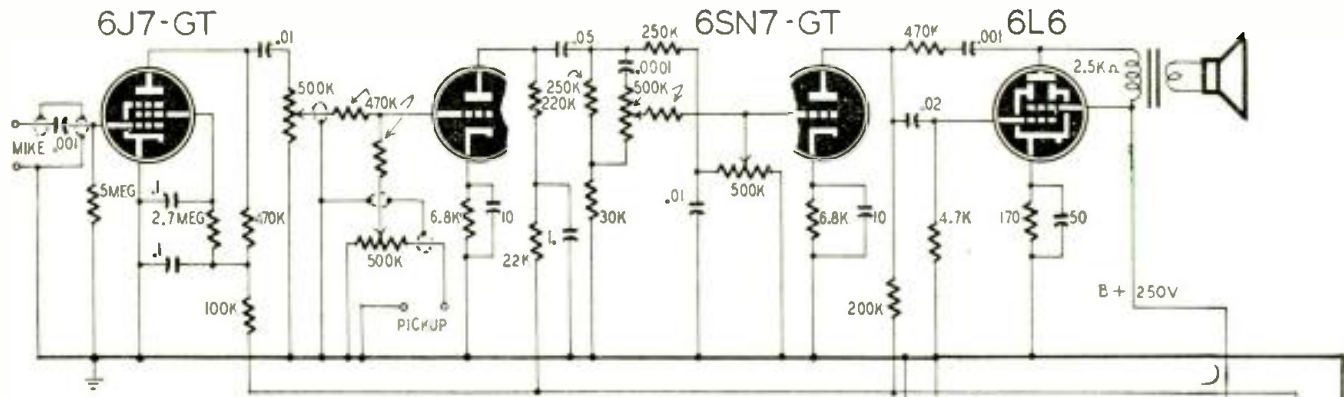 6J7-GT
6SN7-GT
6L6
.01
.05
250K
470K
.001
2.5KΩ
500K
470K
250K
220K
.0001
500K
.02
MIKE
.001
5MEG
.1
2.7MEG
470K
6.8K
10
30K
.01
500K
6.8K
10
4.7K
170
50
.1
500K
22K
1.
100K
PICKUP
200K
B+ 250V